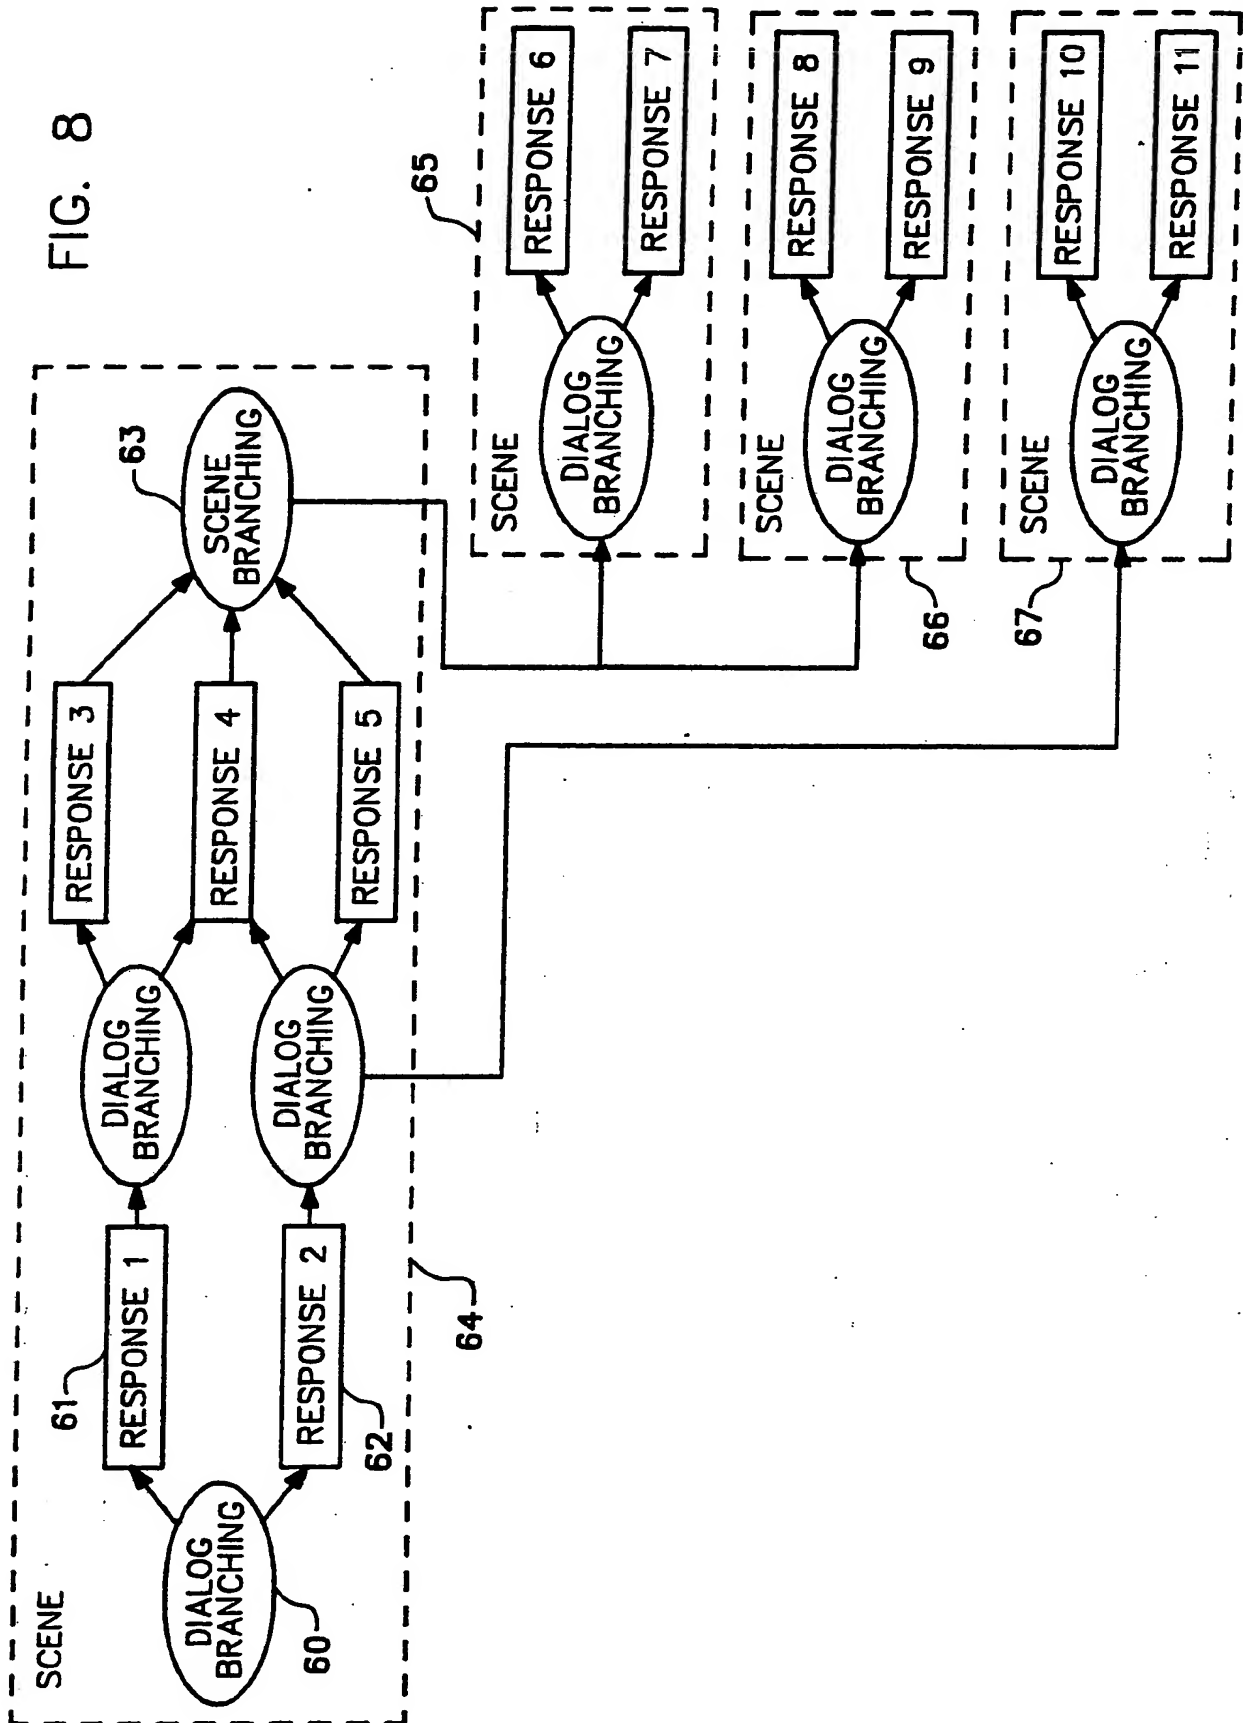 FIG. 8
SCENE
DIALOG
BRANCHING
60
61
RESPONSE 1
RESPONSE 2
62
DIALOG
BRANCHING
DIALOG
BRANCHING
RESPONSE 3
RESPONSE 4
RESPONSE 5
63
SCENE
BRANCHING
64
65
SCENE
DIALOG
BRANCHING
RESPONSE 6
RESPONSE 7
SCENE
DIALOG
BRANCHING
RESPONSE 8
RESPONSE 9
66
SCENE
DIALOG
BRANCHING
RESPONSE 10
RESPONSE 11
67